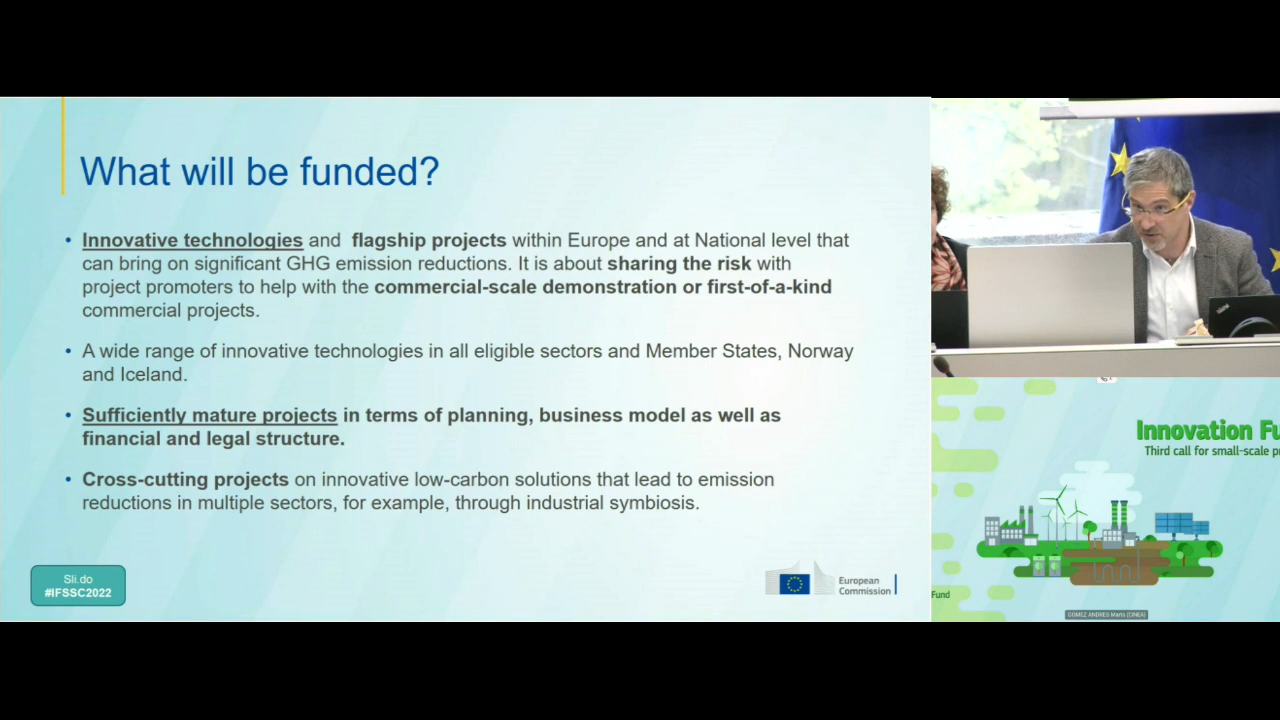 What will be funded?
• Innovative technologies and flagship projects within Europe and at National level that
can bring on significant GHG emission reductions. It is about sharing the risk with
project promoters to help with the commercial-scale demonstration or first-of-a-kind
commercial projects.
• A wide range of innovative technologies in all eligible sectors and Member States, Norway
and Iceland.
• Sufficiently mature projects in terms of planning, business model as well as
financial and legal structure.
• Cross-cutting projects on innovative low-carbon solutions that lead to emission
reductions in multiple sectors, for example, through industrial symbiosis.
Sli.do
#IFSSC2022
European
Commission
Innovation Fu
Third call for small-scale pr
Fund
GOMEZ ANDRES Maria (CINEA)